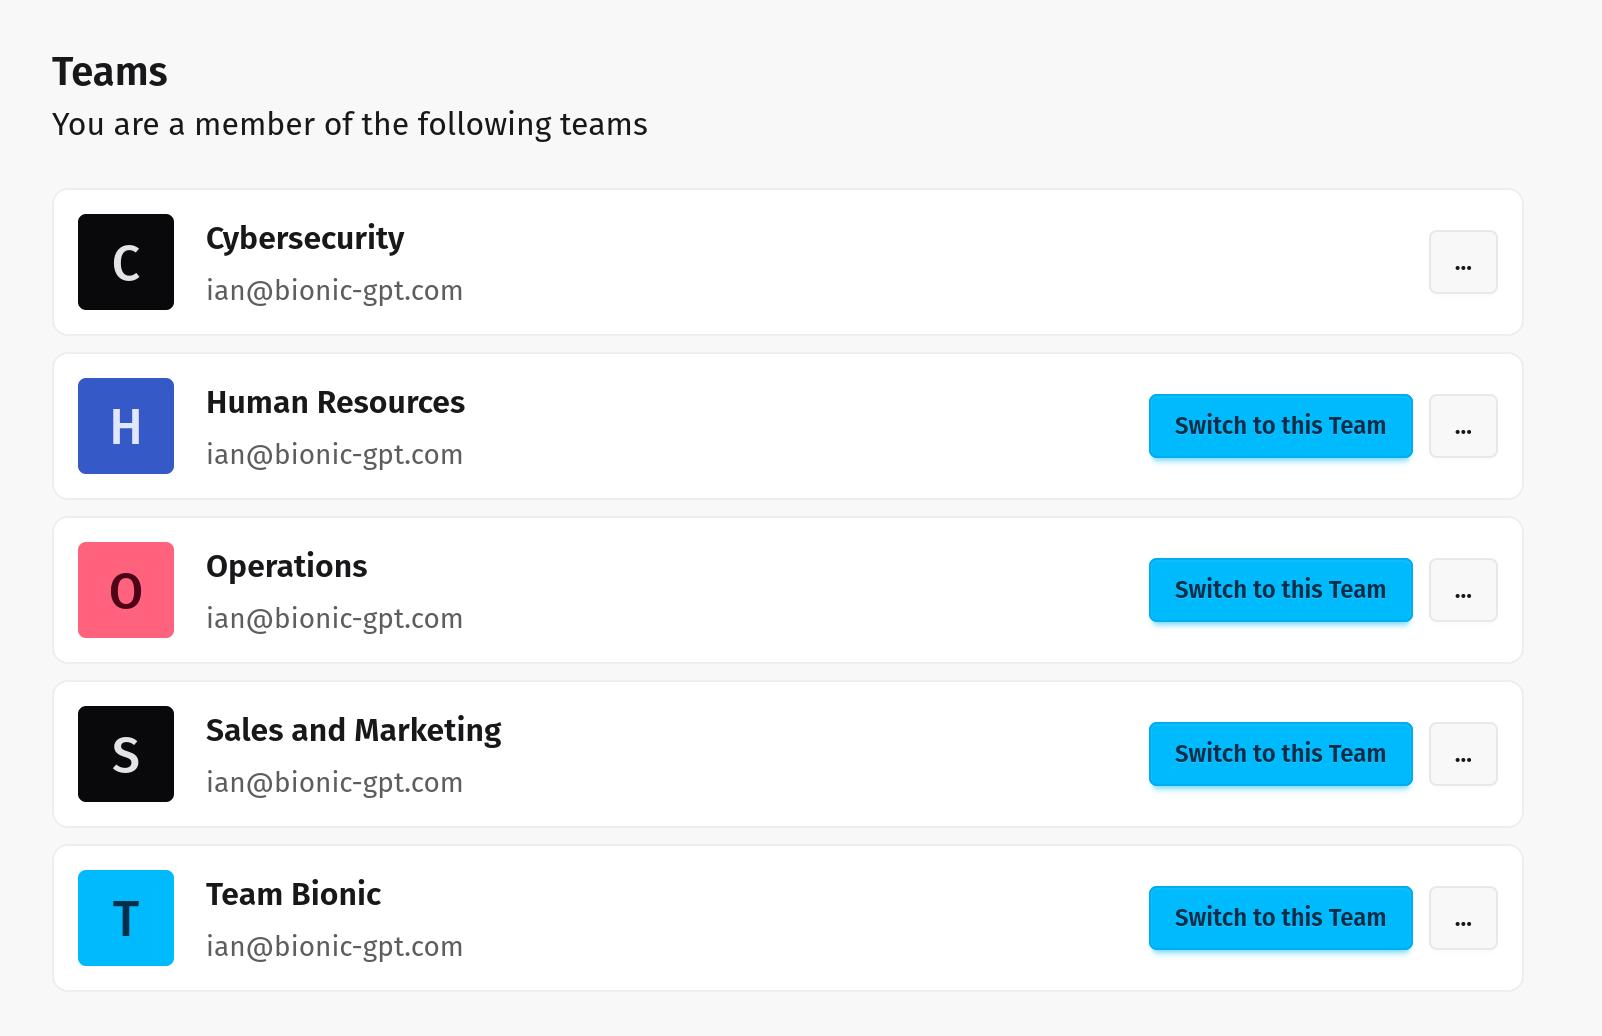 Teams
You are a member of the following teams
C
Cybersecurity
ian@bionic-gpt.com
...
H
Human Resources
ian@bionic-gpt.com
Switch to this Team
...
O
Operations
ian@bionic-gpt.com
Switch to this Team
...
S
Sales and Marketing
ian@bionic-gpt.com
Switch to this Team
...
T
Team Bionic
ian@bionic-gpt.com
Switch to this Team
...